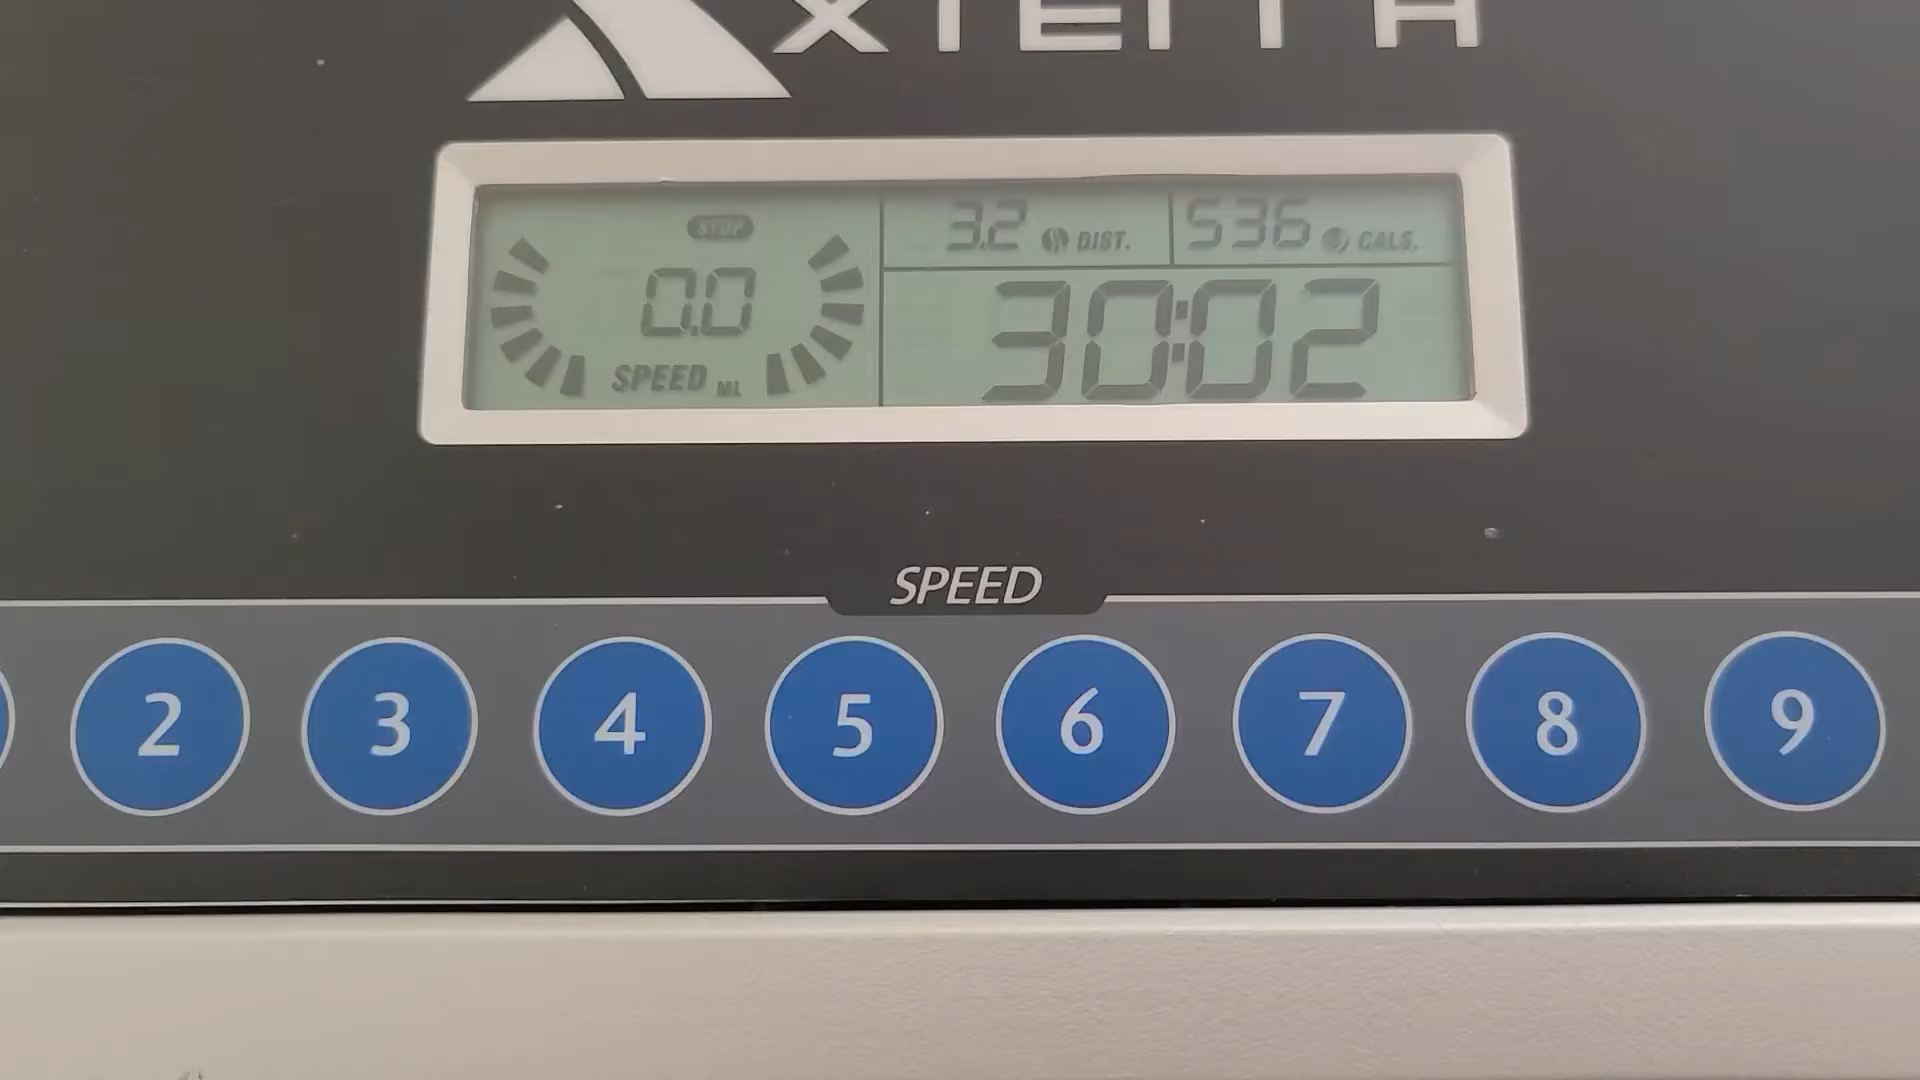 XTERRA
STOP
0.0
SPEED ML
3.2 DIST.
536 CALS.
30:02
SPEED
2 3 4 5 6 7 8 9